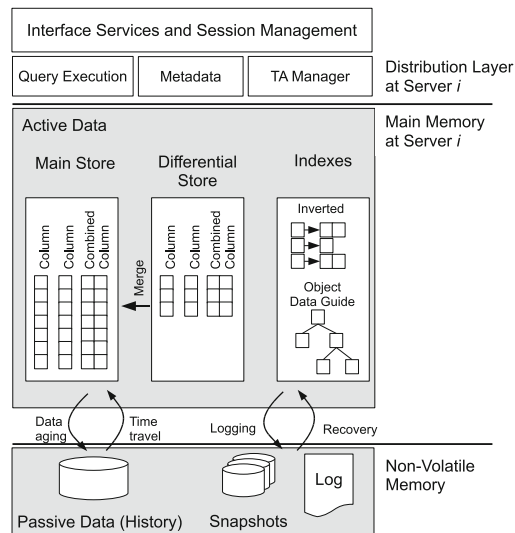 Interface Services and Session Management
Query Execution
Metadata
TA Manager
Distribution Layer
at Server i
Active Data
Main Memory
at Server i
Main Store
Differential
Store
Indexes
Column
Column
Combined
Column
Merge
Column
Column
Combined
Column
Inverted
Object
Data Guide
Data
aging
Time
travel
Logging
Recovery
Non-Volatile
Memory
Passive Data (History)
Snapshots
Log